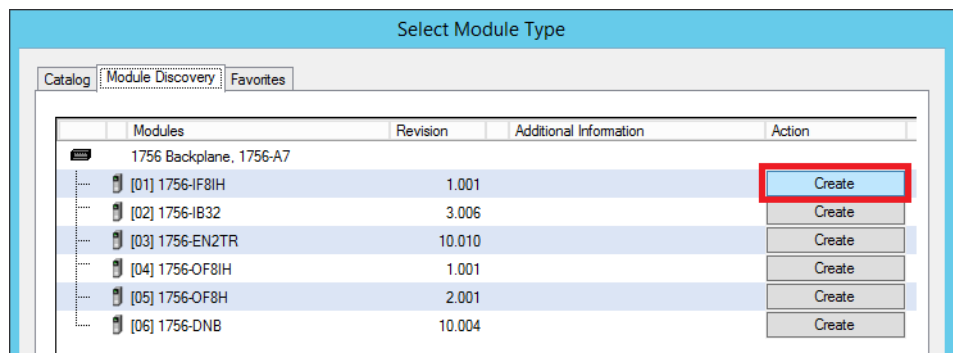 Select Module Type
Catalog Module Discovery Favorites
Modules Revision Additional Information Action
1756 Backplane, 1756-A7
[01] 1756-IF8IH 1.001 Create
[02] 1756-IB32 3.006 Create
[03] 1756-EN2TR 10.010 Create
[04] 1756-OF8IH 1.001 Create
[05] 1756-OF8H 2.001 Create
[06] 1756-DNB 10.004 Create